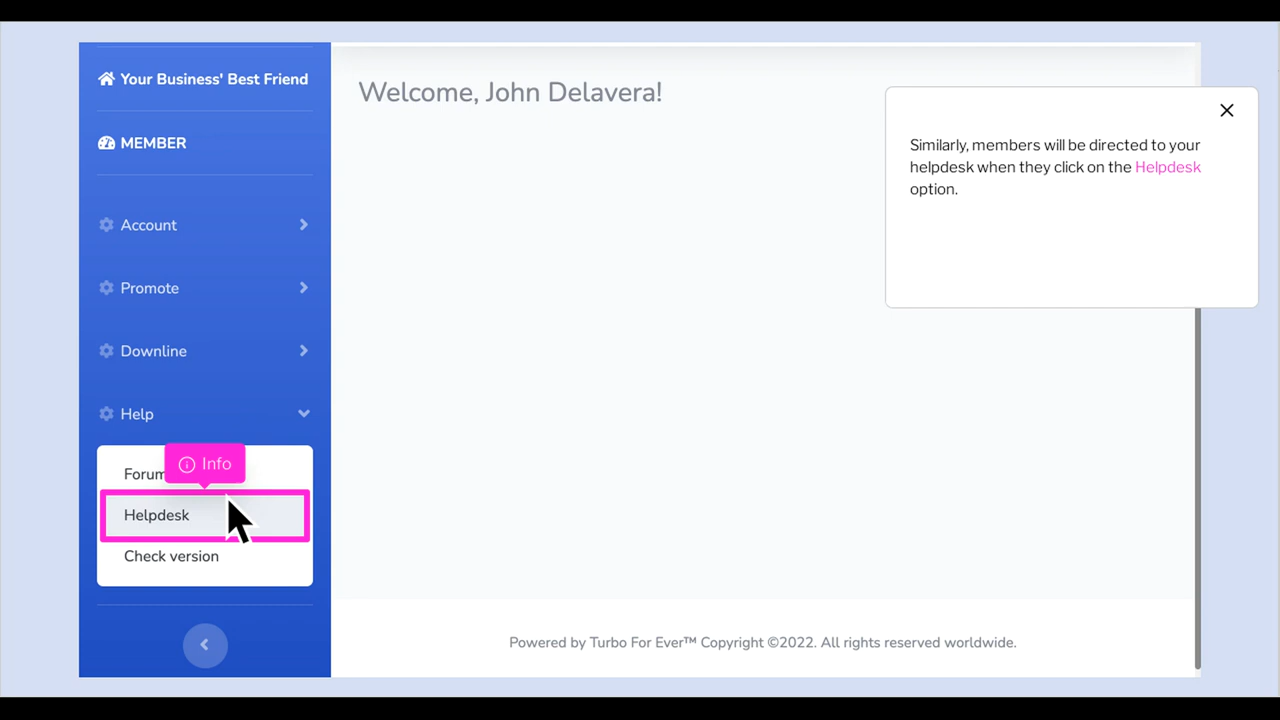 Your Business' Best Friend
MEMBER
Account
Promote
Downline
Help
Forum
Info
Helpdesk
Check version
Welcome, John Delavera!
Similarly, members will be directed to your
helpdesk when they click on the Helpdesk
option.
Powered by Turbo For Ever™ Copyright ©2022. All rights reserved worldwide.